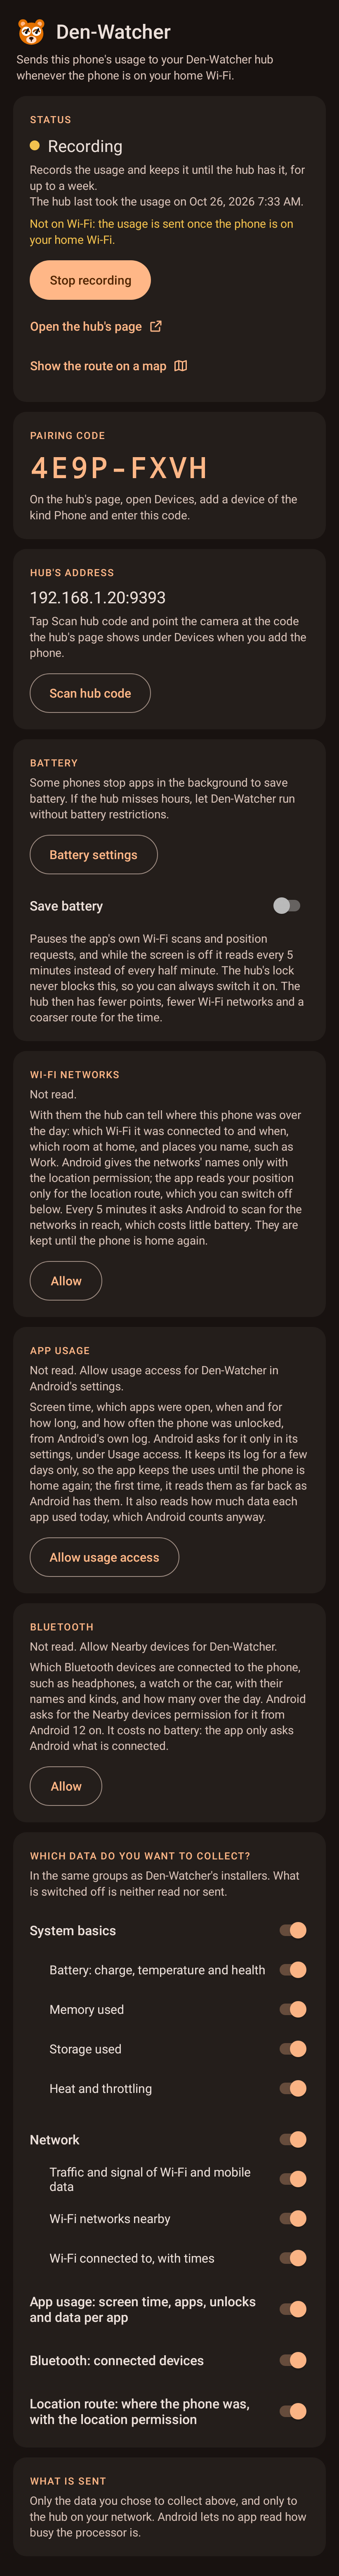 Den-Watcher
Sends this phone's usage to your Den-Watcher hub
whenever the phone is on your home Wi-Fi.
STATUS
Recording
Records the usage and keeps it until the hub has it, for
up to a week.
The hub last took the usage on Oct 26, 2026 7:33 AM.
Not on Wi-Fi: the usage is sent once the phone is on
your home Wi-Fi.
Stop recording
Open the hub's page
Show the route on a map
PAIRING CODE
4E9P-FXVH
On the hub's page, open Devices, add a device of the
kind Phone and enter this code.
HUB'S ADDRESS
192.168.1.20:9393
Tap Scan hub code and point the camera at the code
the hub's page shows under Devices when you add the
phone.
Scan hub code
BATTERY
Some phones stop apps in the background to save
battery. If the hub misses hours, let Den-Watcher run
without battery restrictions.
Battery settings
Save battery
Pauses the app's own Wi-Fi scans and position
requests, and while the screen is off it reads every 5
minutes instead of every half minute. The hub's lock
never blocks this, so you can always switch it on. The
hub then has fewer points, fewer Wi-Fi networks and a
coarser route for the time.
WI-FI NETWORKS
Not read.
With them the hub can tell where this phone was over
the day: which Wi-Fi it was connected to and when,
which room at home, and places you name, such as
Work. Android gives the networks' names only with
the location permission; the app reads your position
only for the location route, which you can switch off
below. Every 5 minutes it asks Android to scan for the
networks in reach, which costs little battery. They are
kept until the phone is home again.
Allow
APP USAGE
Not read. Allow usage access for Den-Watcher in
Android's settings.
Screen time, which apps were open, when and for
how long, and how often the phone was unlocked,
from Android's own log. Android asks for it only in its
settings, under Usage access. It keeps its log for a few
days only, so the app keeps the uses until the phone is
home again; the first time, it reads them as far back as
Android has them. It also reads how much data each
app used today, which Android counts anyway.
Allow usage access
BLUETOOTH
Not read. Allow Nearby devices for Den-Watcher.
Which Bluetooth devices are connected to the phone,
such as headphones, a watch or the car, with their
names and kinds, and how many over the day. Android
asks for the Nearby devices permission for it from
Android 12 on. It costs no battery: the app only asks
Android what is connected.
Allow
WHICH DATA DO YOU WANT TO COLLECT?
In the same groups as Den-Watcher's installers. What
is switched off is neither read nor sent.
System basics
Battery: charge, temperature and health
Memory used
Storage used
Heat and throttling
Network
Traffic and signal of Wi-Fi and mobile
data
Wi-Fi networks nearby
Wi-Fi connected to, with times
App usage: screen time, apps, unlocks
and data per app
Bluetooth: connected devices
Location route: where the phone was,
with the location permission
WHAT IS SENT
Only the data you chose to collect above, and only to
the hub on your network. Android lets no app read how
busy the processor is.